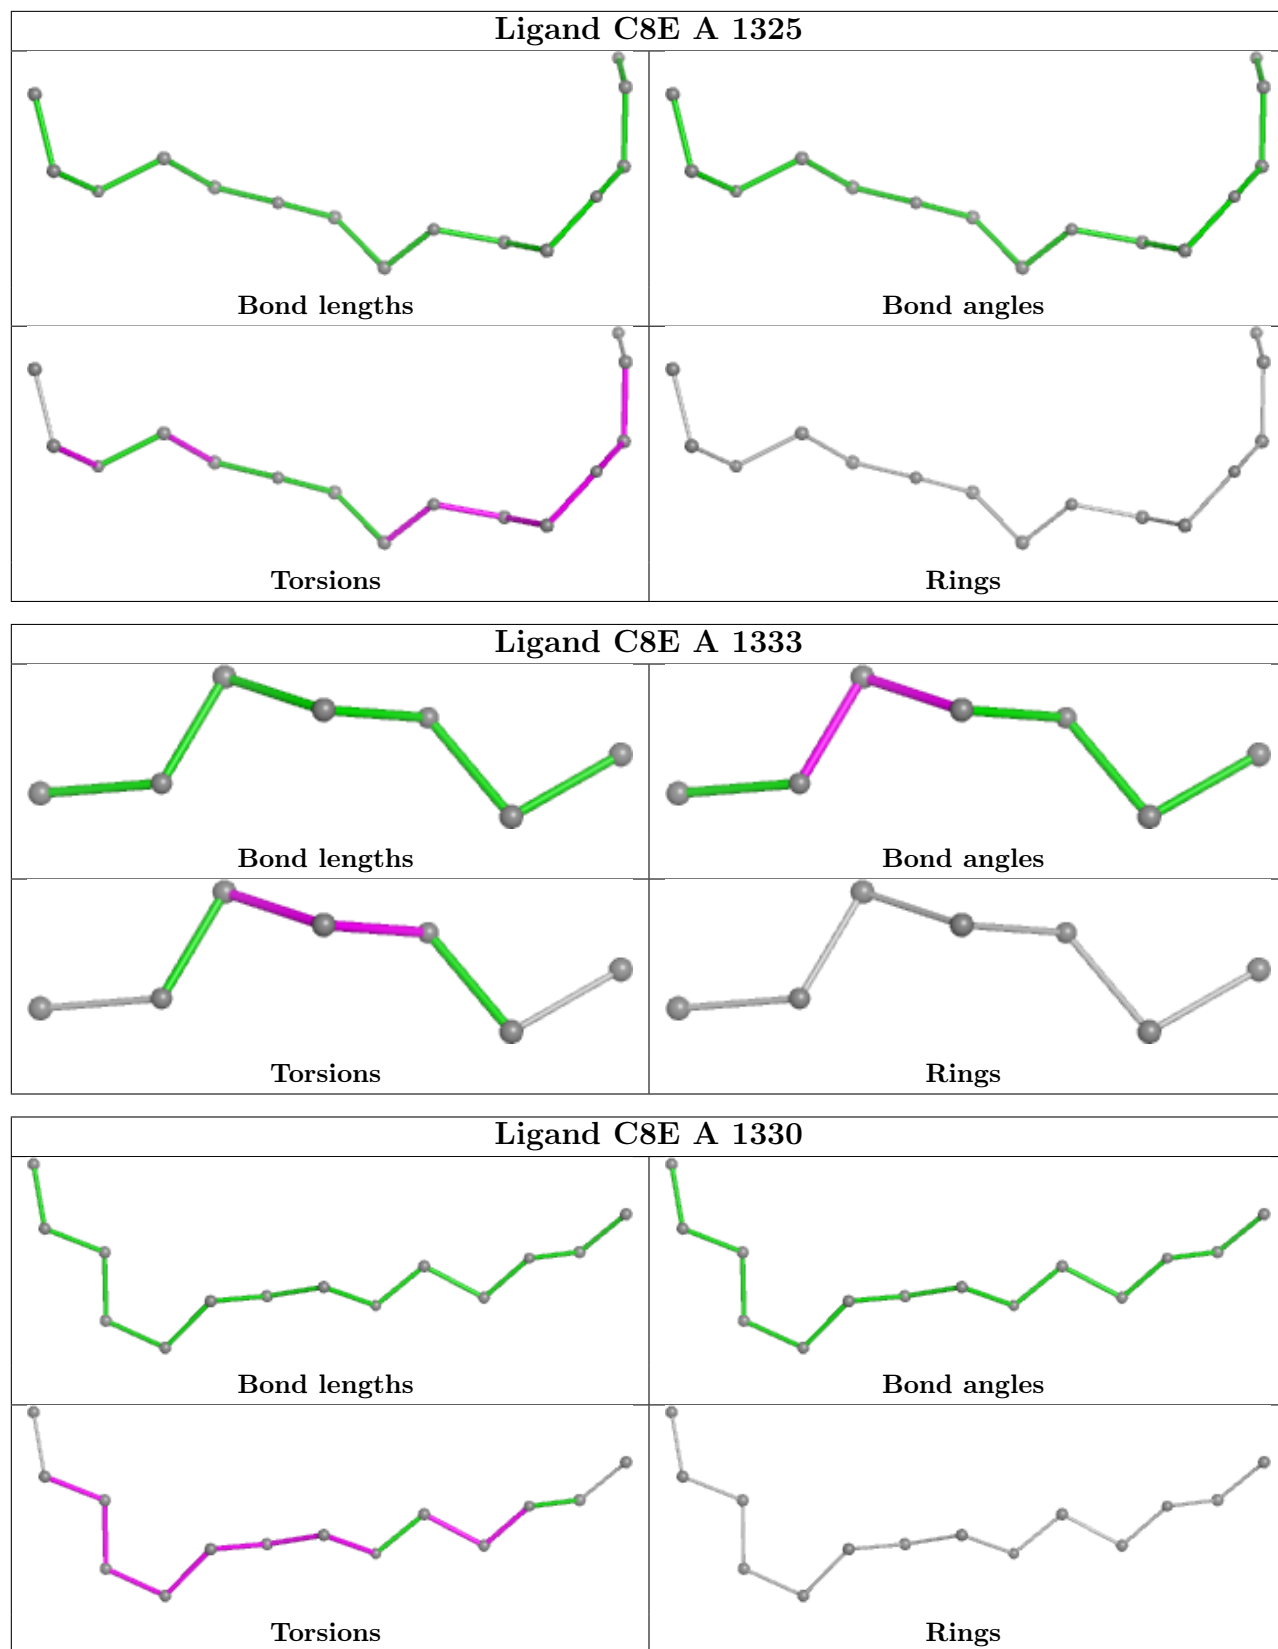 Ligand C8E A 1325
Bond lengths
Bond angles
Torsions
Rings
Ligand C8E A 1333
Bond lengths
Bond angles
Torsions
Rings
Ligand C8E A 1330
Bond lengths
Bond angles
Torsions
Rings